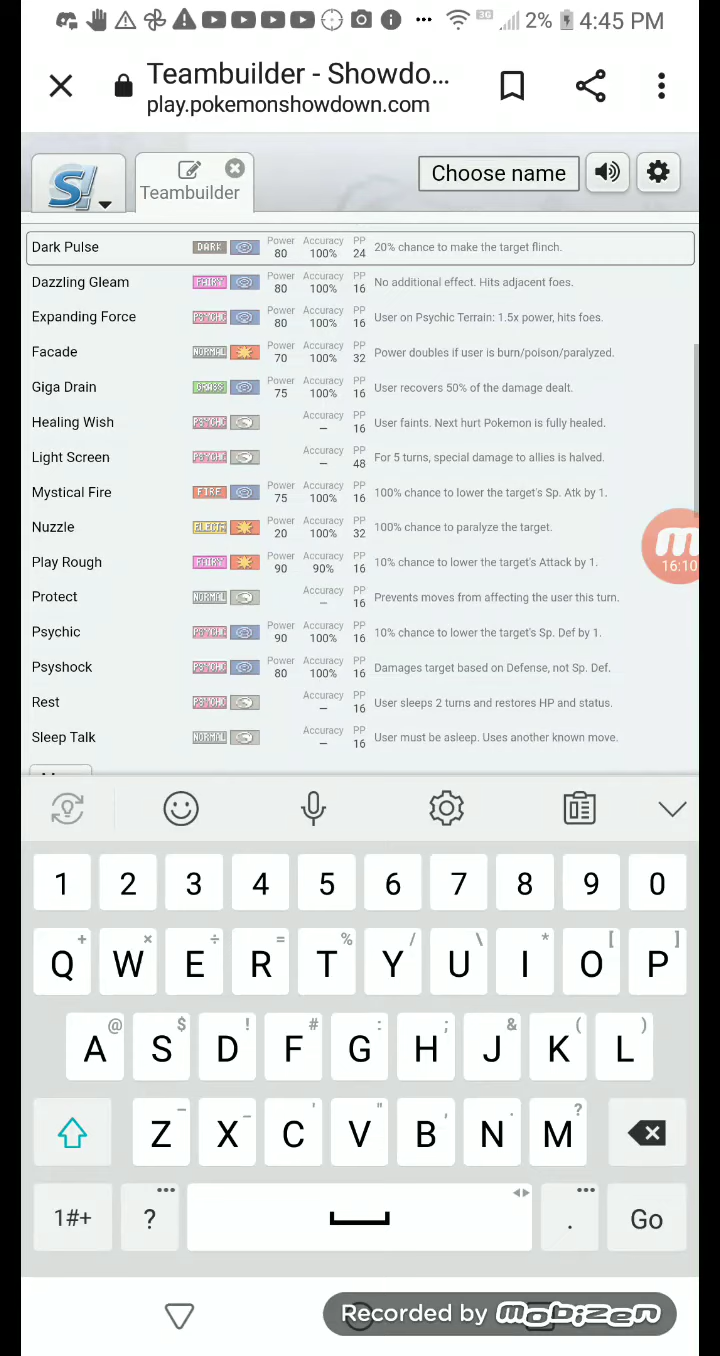 3G 2% 4:45 PM
Teambuilder - Showdo...
play.pokemonshowdown.com
S!
Teambuilder
Choose name
Dark Pulse DARK Power 80 Accuracy 100% PP 24 20% chance to make the target flinch.
Dazzling Gleam FAIRY Power 80 Accuracy 100% PP 16 No additional effect. Hits adjacent foes.
Expanding Force PSYCHC Power 80 Accuracy 100% PP 16 User on Psychic Terrain: 1.5x power, hits foes.
Facade NORMAL Power 70 Accuracy 100% PP 32 Power doubles if user is burn/poison/paralyzed.
Giga Drain GRASS Power 75 Accuracy 100% PP 16 User recovers 50% of the damage dealt.
Healing Wish PSYCHC Accuracy — PP 16 User faints. Next hurt Pokemon is fully healed.
Light Screen PSYCHC Accuracy — PP 48 For 5 turns, special damage to allies is halved.
Mystical Fire FIRE Power 75 Accuracy 100% PP 16 100% chance to lower the target's Sp. Atk by 1.
Nuzzle ELECTR Power 20 Accuracy 100% PP 32 100% chance to paralyze the target.
Play Rough FAIRY Power 90 Accuracy 90% PP 16 10% chance to lower the target's Attack by 1.
Protect NORMAL Accuracy — PP 16 Prevents moves from affecting the user this turn.
Psychic PSYCHC Power 90 Accuracy 100% PP 16 10% chance to lower the target's Sp. Def by 1.
Psyshock PSYCHC Power 80 Accuracy 100% PP 16 Damages target based on Defense, not Sp. Def.
Rest PSYCHC Accuracy — PP 16 User sleeps 2 turns and restores HP and status.
Sleep Talk NORMAL Accuracy — PP 16 User must be asleep. Uses another known move.
m
16:10
1 2 3 4 5 6 7 8 9 0
+ × ÷ = % / \ * [ ]
Q W E R T Y U I O P
@ $ ! # : ; & ( )
A S D F G H J K L
– _ ' " , . ?
Z X C V B N M
1#+ ? . Go
Recorded by mobizen